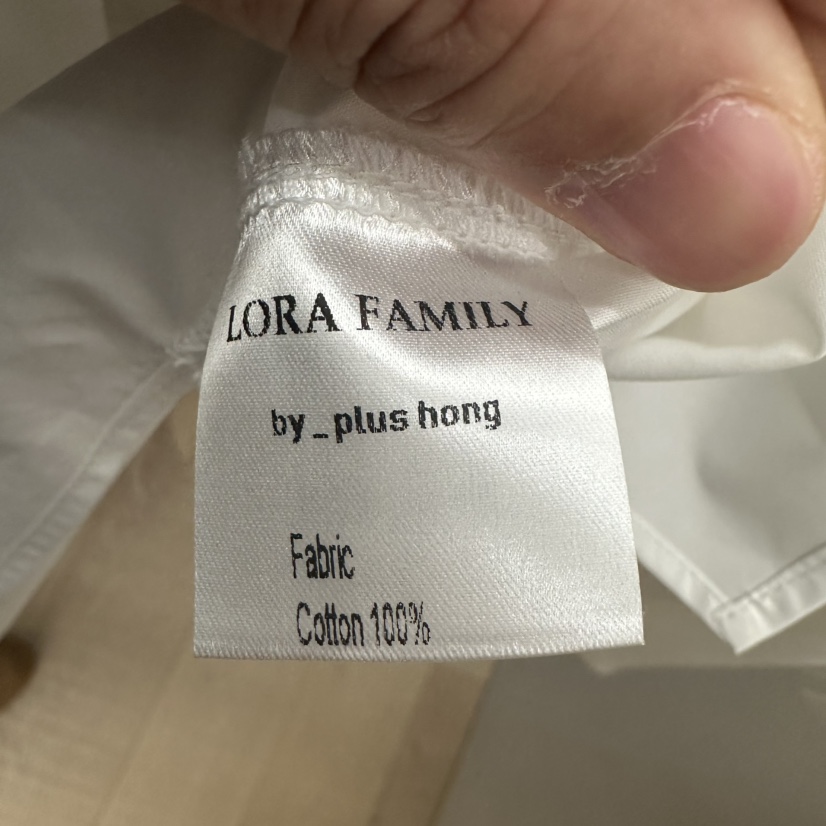 LORA FAMILY
by_plus hong
Fabric
Cotton 100%